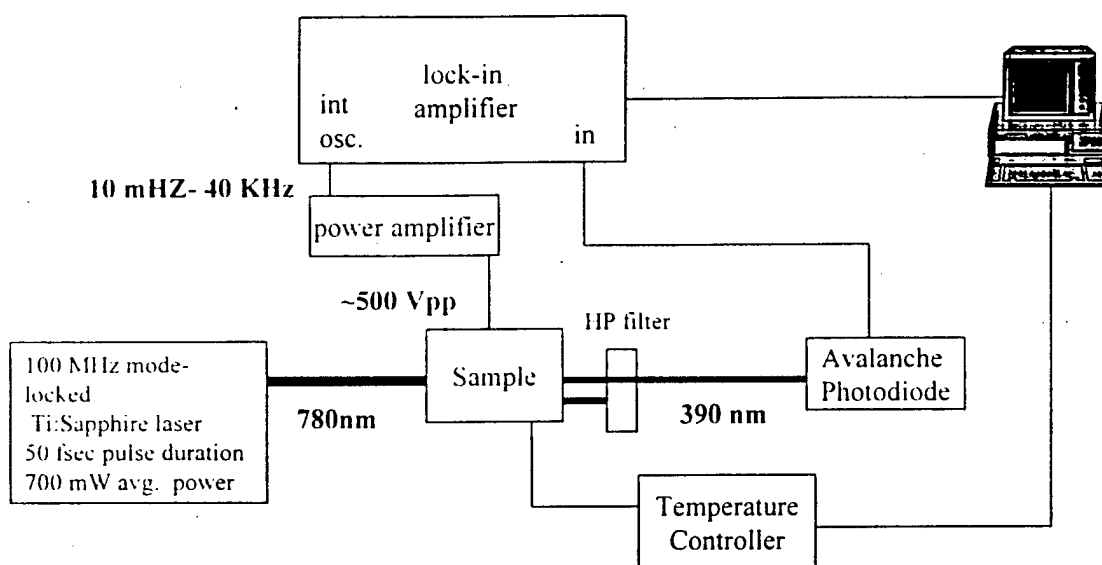 lock-in
amplifier
int
osc.
in
10 mHZ- 40 KHz
power amplifier
~500 Vpp
HP filter
100 MHz mode-
locked
Ti:Sapphire laser
50 fsec pulse duration
700 mW avg. power
780nm
Sample
390 nm
Avalanche
Photodiode
Temperature
Controller